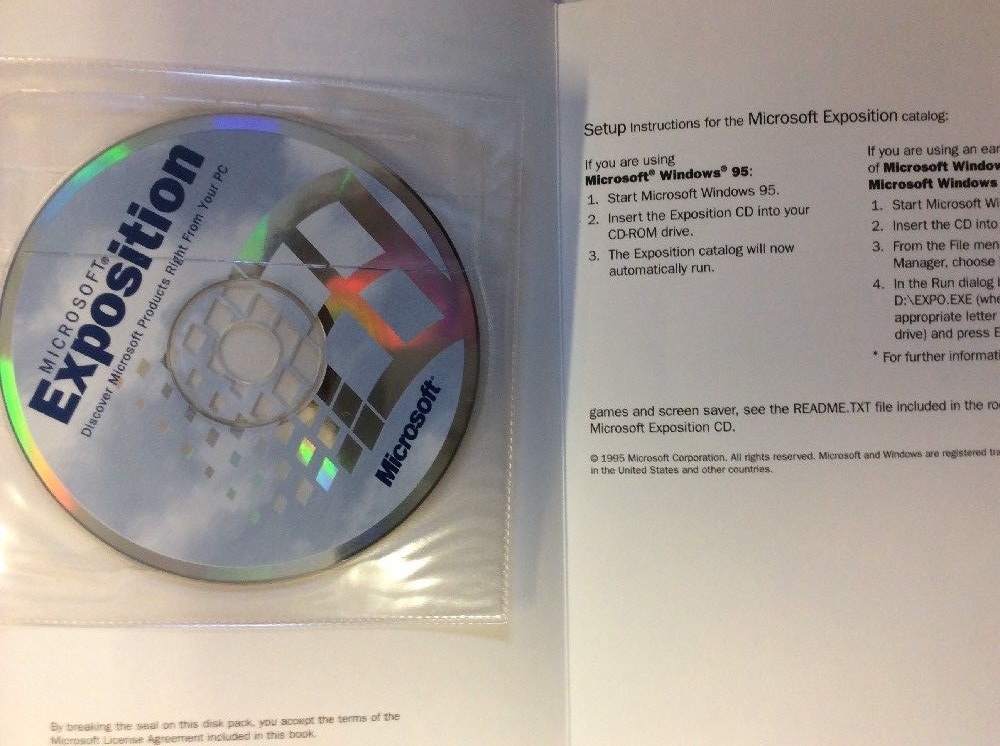 MICROSOFT®
Exposition
Discover Microsoft Products Right From Your PC
Microsoft®
By breaking the seal on this disk pack, you accept the terms of the
Microsoft License Agreement included in this book.
Setup Instructions for the Microsoft Exposition catalog:
If you are using
Microsoft® Windows® 95:
1. Start Microsoft Windows 95.
2. Insert the Exposition CD into your
CD-ROM drive.
3. The Exposition catalog will now
automatically run.
If you are using an
of Microsoft
Microsoft Windows
1. Start Microsoft
2. Insert the CD into
3. From the File
Manager, choose
4. In the Run dialog
D:\EXPO.EXE
appropriate letter
drive) and press
* For further
games and screen saver, see the README.TXT file included in the
Microsoft Exposition CD.
© 1995 Microsoft Corporation. All rights reserved. Microsoft and Windows are registered
in the United States and other countries.